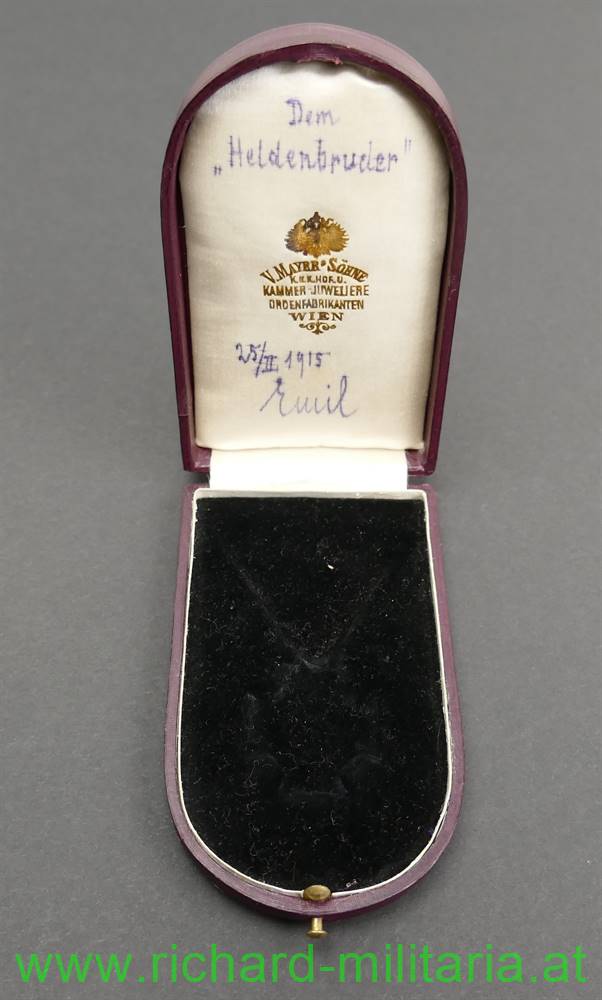 Dem
„Heldenbruder"
V. MAYER'S SÖHNE
K.U.K. HOF.U.
KAMMER-JUWELIERE
ORDENFABRIKANTEN
WIEN
25/II 1915
Emil
www.richard-militaria.at